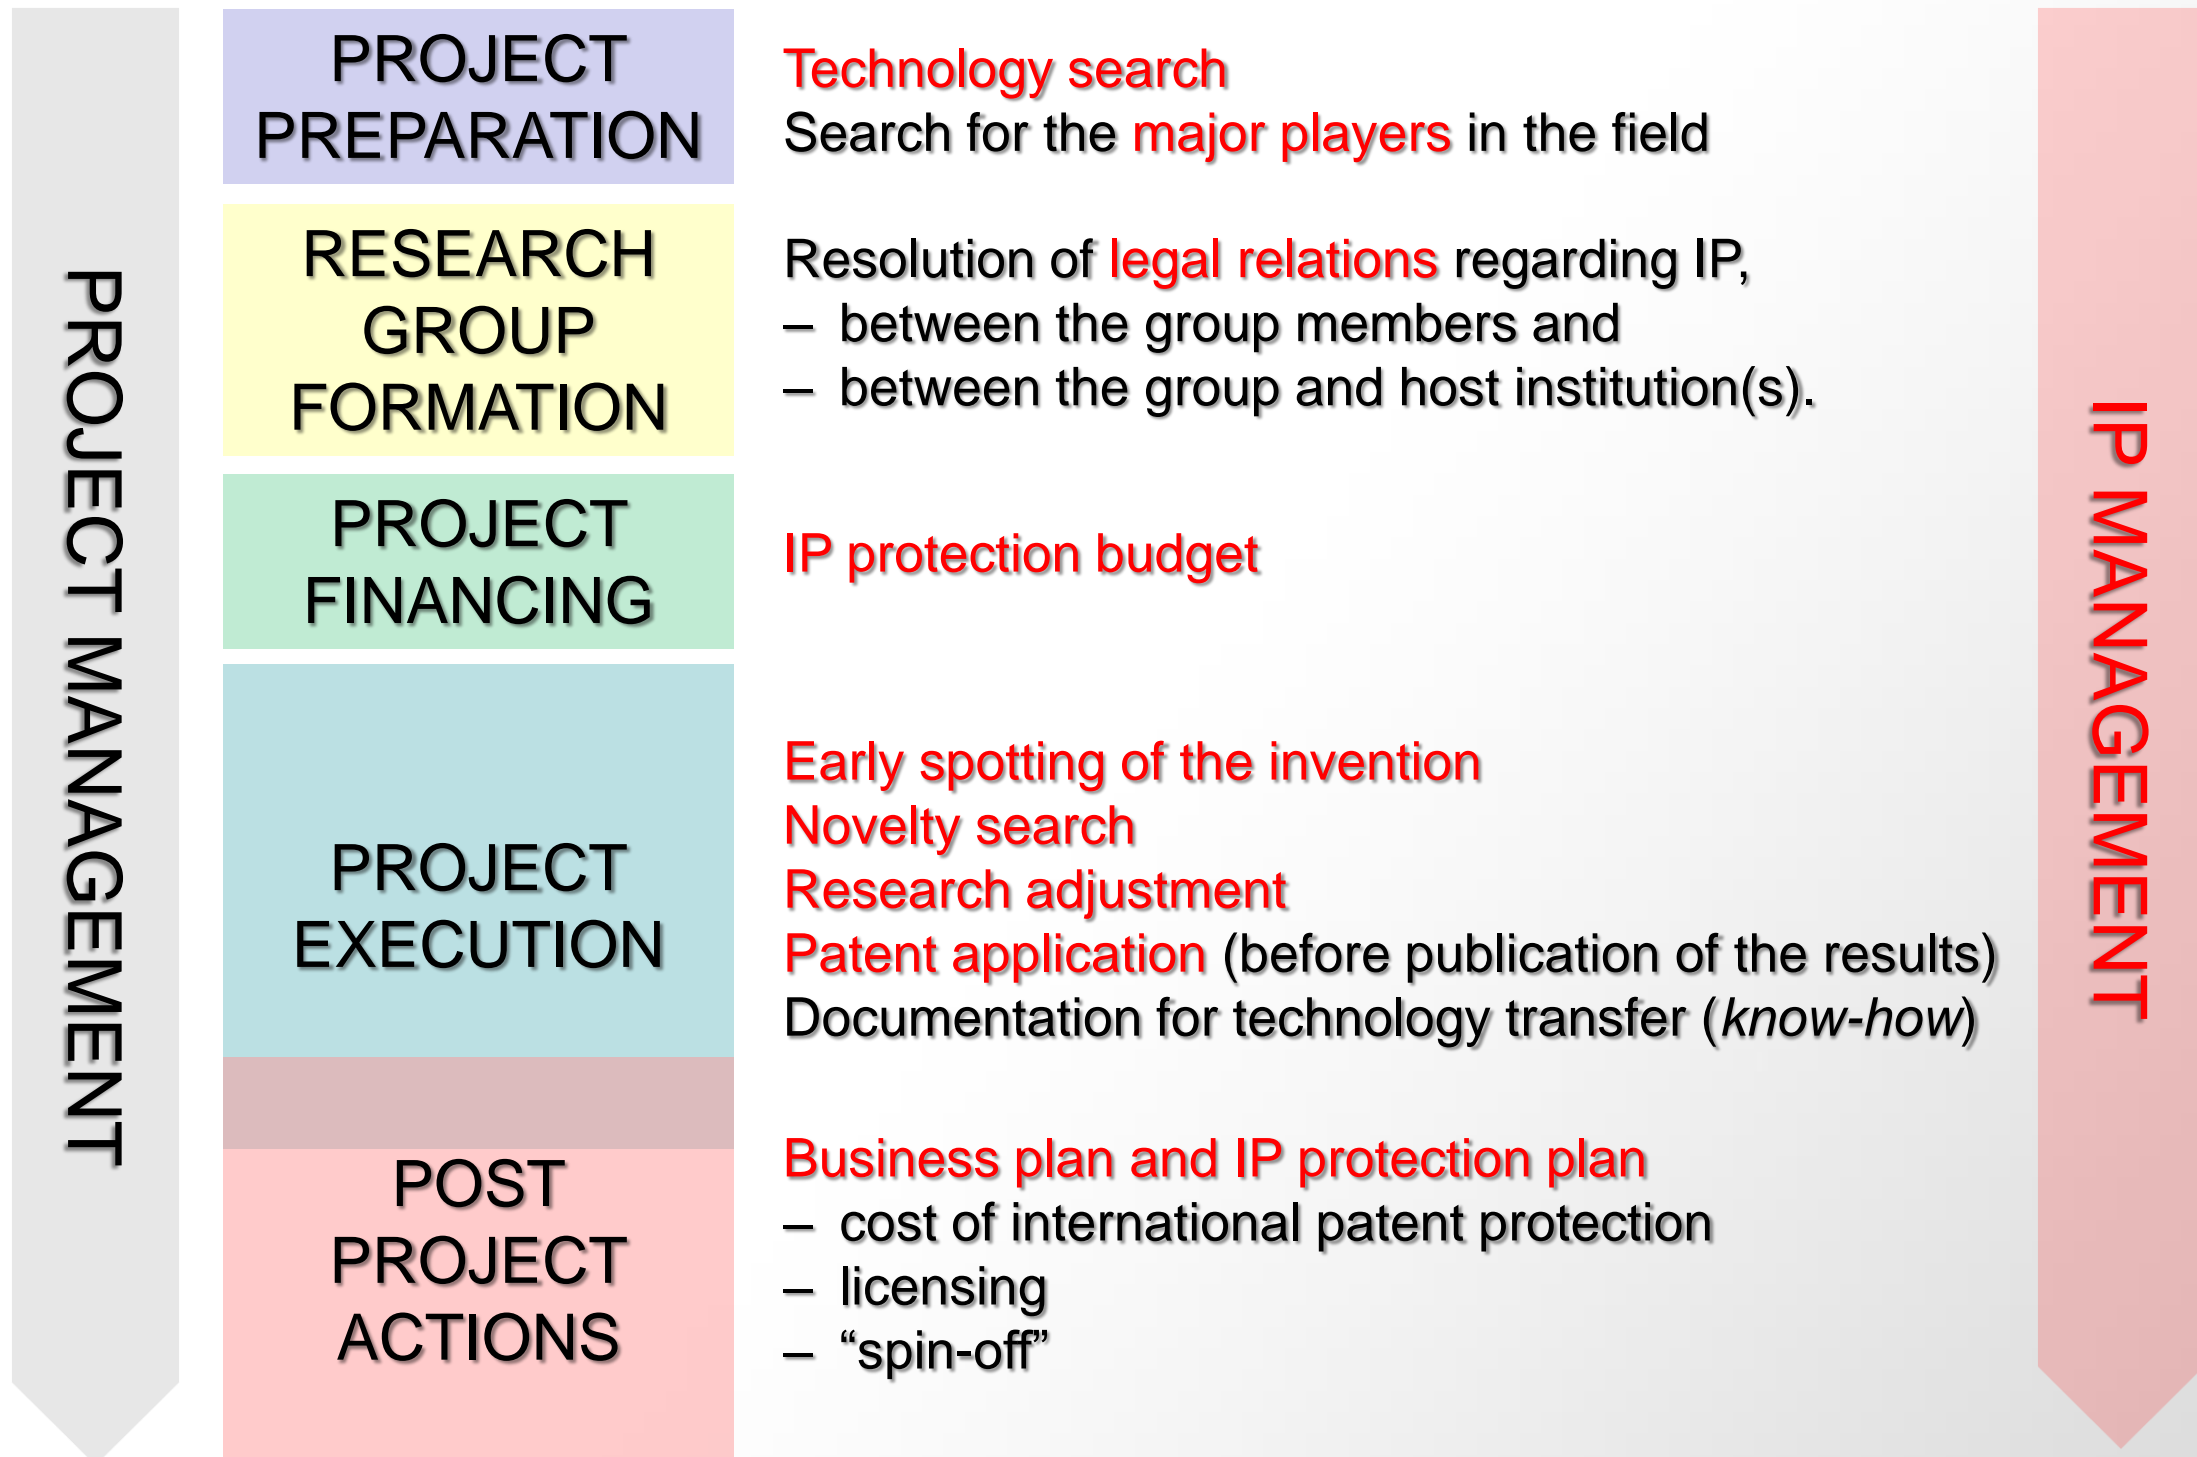 PROJECT MANAGEMENT
PROJECT
PREPARATION
Technology search
Search for the major players in the field
RESEARCH
GROUP
FORMATION
Resolution of legal relations regarding IP,
– between the group members and
– between the group and host institution(s).
PROJECT
FINANCING
IP protection budget
PROJECT
EXECUTION
Early spotting of the invention
Novelty search
Research adjustment
Patent application (before publication of the results)
Documentation for technology transfer (know-how)
POST
PROJECT
ACTIONS
Business plan and IP protection plan
– cost of international patent protection
– licensing
– “spin-off”
IP MANAGEMENT